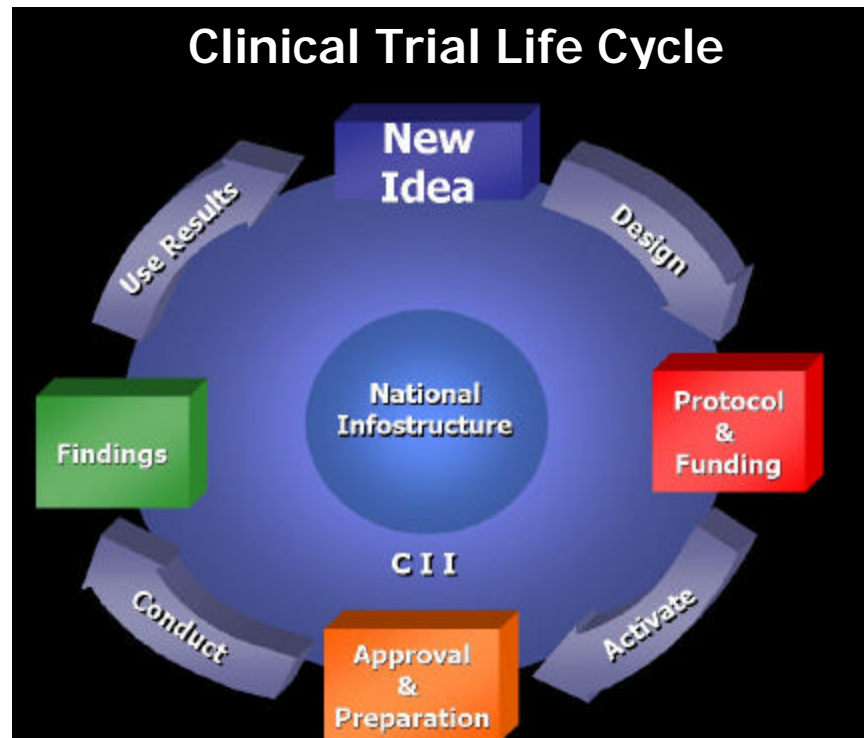 Clinical Trial Life Cycle
New
Idea
Use Results
Design
National
Infostructure
Protocol
&
Funding
Findings
C I I
Conduct
Activate
Approval
&
Preparation